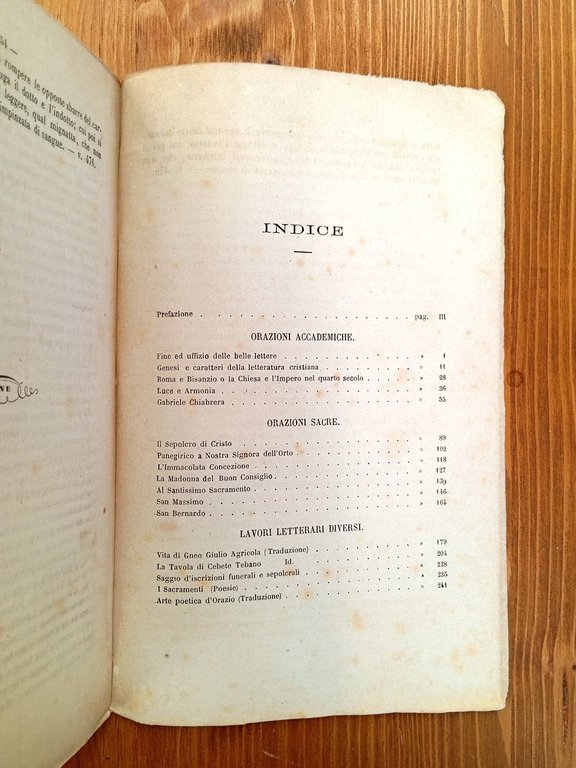 54 —
rompere le opposte sbarre del car-
uga il dotto e l'indotto; cui poi si
leggere, qual mignatta, che non
impinzata di sangue. — v. 478.
NE
INDICE
Prefazione . . . . . . . . . . . . . . . . pag. III
ORAZIONI ACCADEMICHE.
Fine ed uffizio delle belle lettere . . . . . . . . . . » 1
Genesi e caratteri della letteratura cristiana . . . . . . » 11
Roma e Bisanzio o la Chiesa e l'Impero nel quarto secolo . . . . » 28
Luce e Armonia . . . . . . . . . . . . . . » 36
Gabriele Chiabrera . . . . . . . . . . . . . . » 55
ORAZIONI SACRE.
Il Sepolcro di Cristo . . . . . . . . . . . . . » 89
Panegirico a Nostra Signora dell'Orto . . . . . . . . . » 102
L'Immacolata Concezione . . . . . . . . . . . . » 118
La Madonna del Buon Consiglio . . . . . . . . . . . » 127
Al Santissimo Sacramento . . . . . . . . . . . . » 139
San Massimo . . . . . . . . . . . . . . . » 146
San Bernardo . . . . . . . . . . . . . . . » 164
LAVORI LETTERARI DIVERSI.
Vita di Gneo Giulio Agricola (Traduzione) . . . . . . . . » 179
La Tavola di Cebete Tebano Id. . . . . . . . . . » 204
Saggio d'iscrizioni funerali e sepolcrali . . . . . . . . » 228
I Sacramenti (Poesie) . . . . . . . . . . . . . » 235
Arte poetica d'Orazio (Traduzione) . . . . . . . . . . » 241